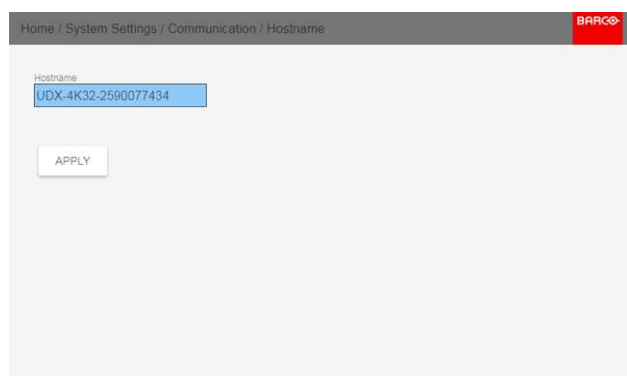 Home / System Settings / Communication / Hostname
BARCO
Hostname
UDX-4K32-2590077434
APPLY